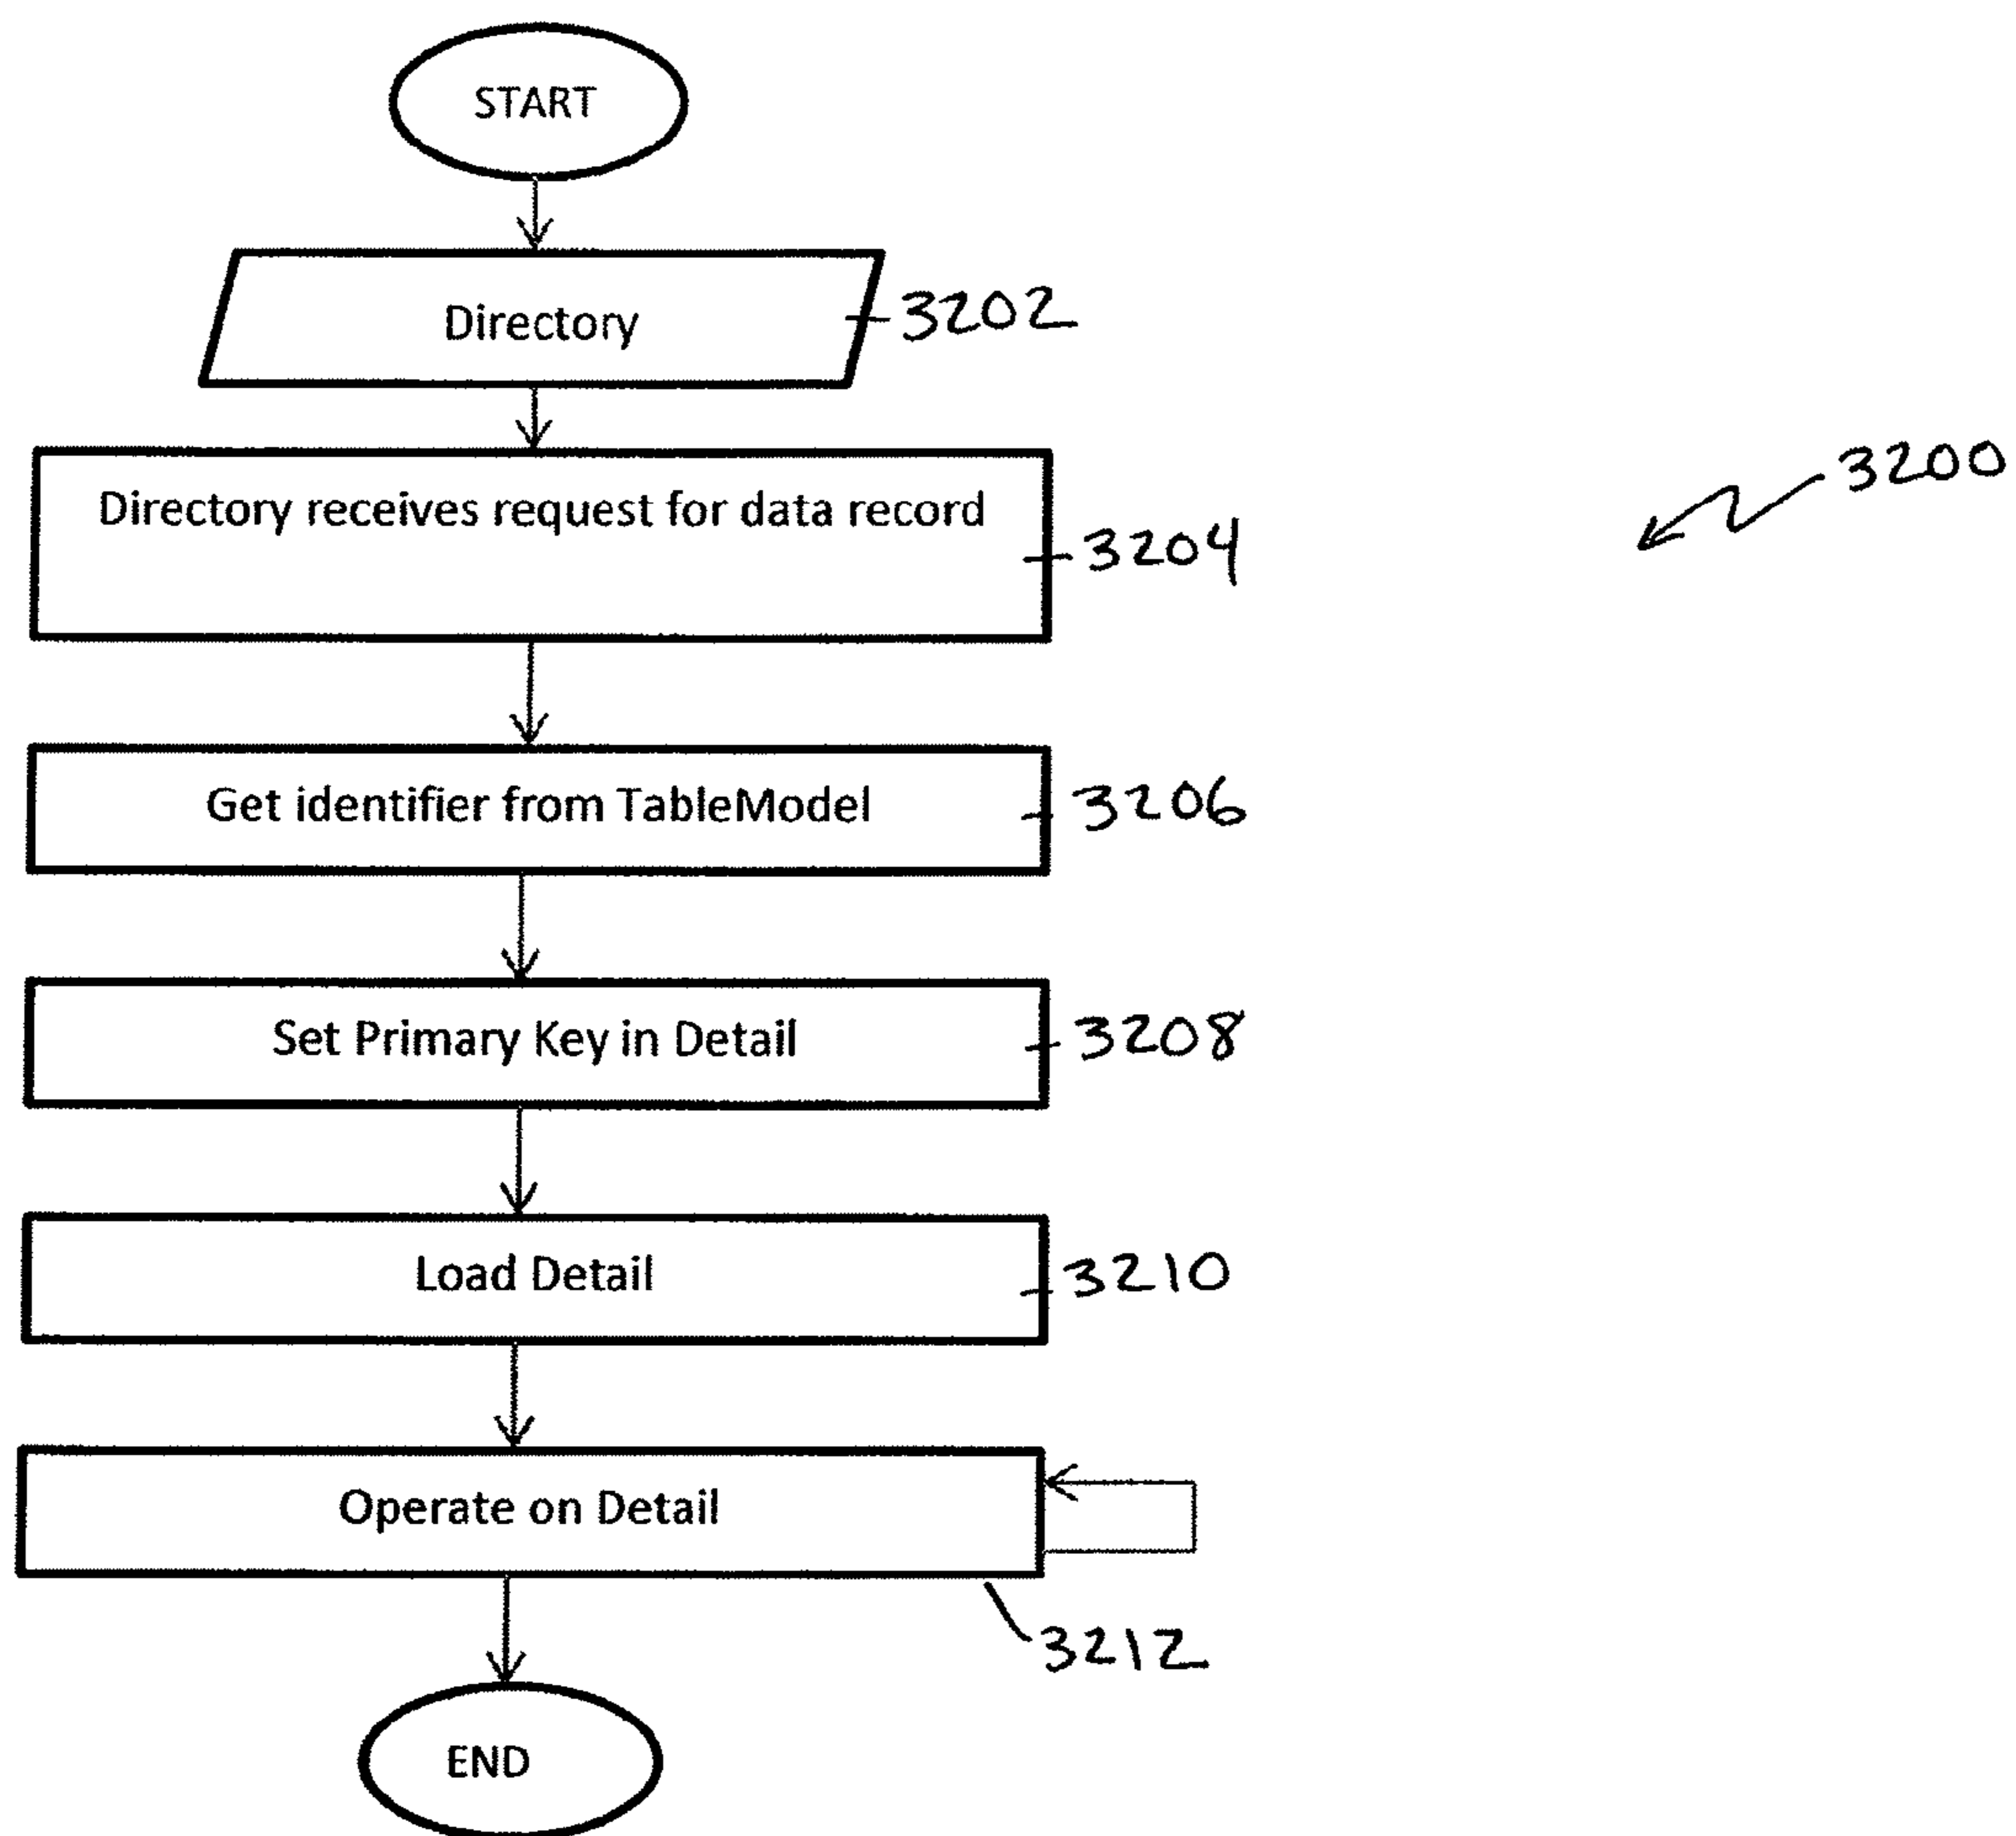 START
Directory
3202
Directory receives request for data record
3204
3200
Get identifier from TableModel
3206
Set Primary Key in Detail
3208
Load Detail
3210
Operate on Detail
3212
END